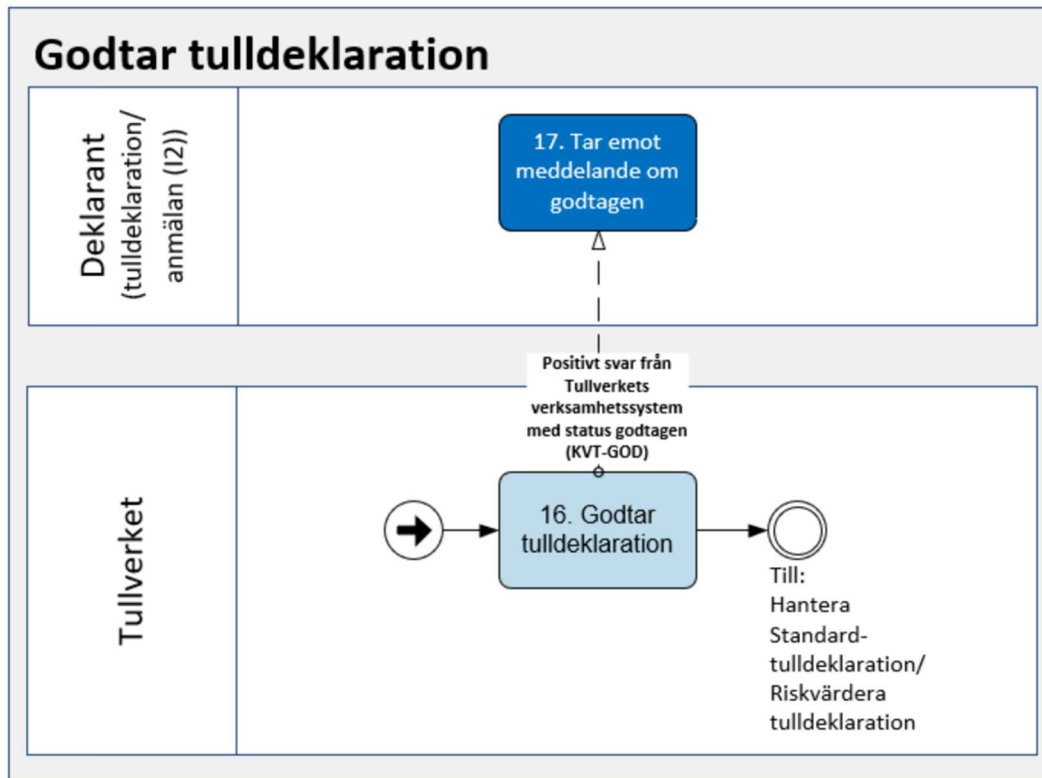 Godtar tulldeklaration
Deklarant
(tulldeklaration/
anmälan (I2))
17. Tar emot
meddelande om
godtagen
Positivt svar från
Tullverkets
verksamhetssystem
med status godtagen
(KVT-GOD)
Tullverket
16. Godtar
tulldeklaration
Till:
Hantera
Standard-
tulldeklaration/
Riskvärdera
tulldeklaration